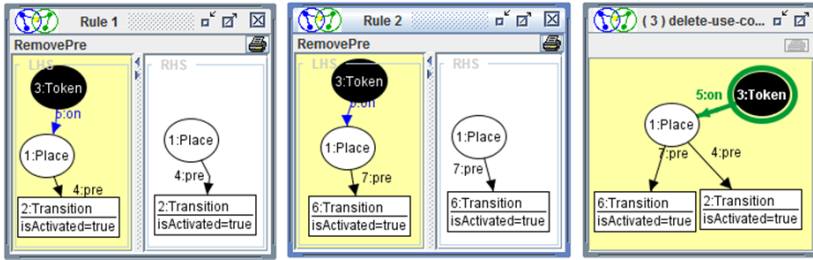 Rule 1
RemovePre
LHS
3:Token
5:on
1:Place
4:pre
2:Transition
isActivated=true
RHS
1:Place
4:pre
2:Transition
isActivated=true
Rule 2
RemovePre
LHS
3:Token
5:on
1:Place
7:pre
6:Transition
isActivated=true
RHS
1:Place
7:pre
6:Transition
isActivated=true
( 3 ) delete-use-co...
5:on
3:Token
1:Place
7:pre
4:pre
6:Transition
isActivated=true
2:Transition
isActivated=true